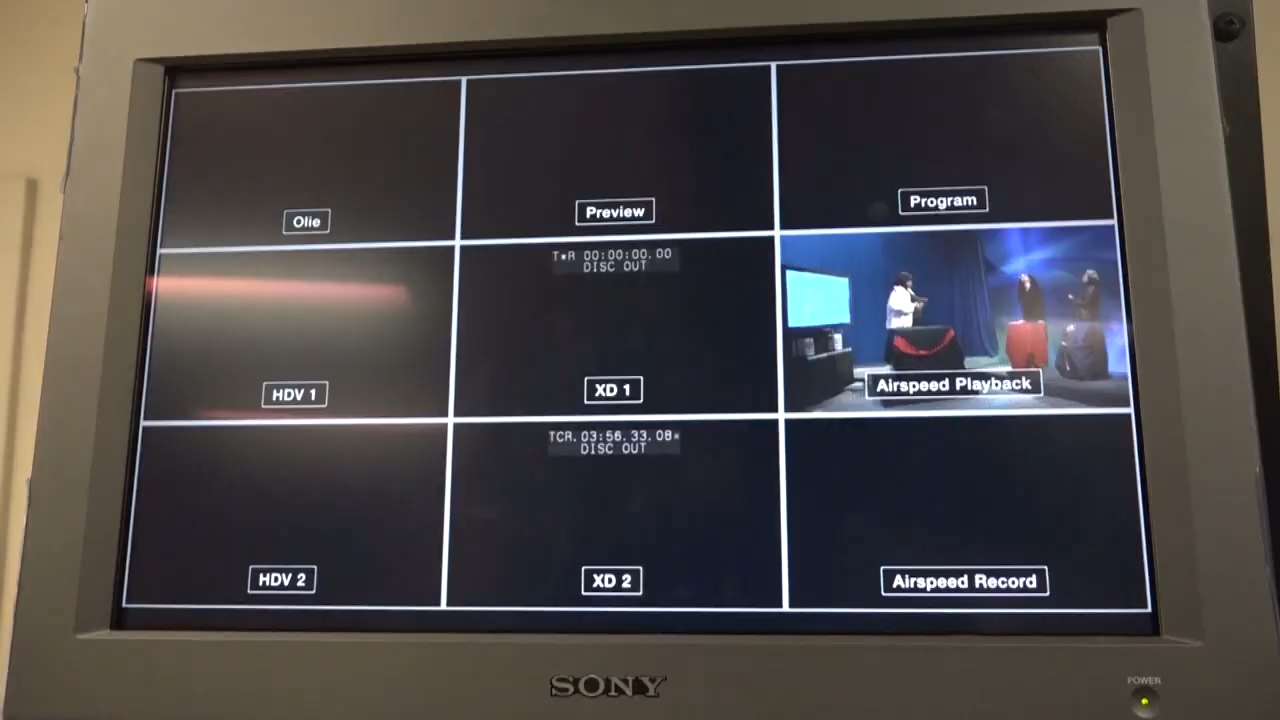 Olie
Preview
Program
T*R 00:00:00.00
DISC OUT
HDV 1
XD 1
Airspeed Playback
TCR.03:56.33.08*
DISC OUT
HDV 2
XD 2
Airspeed Record
SONY
POWER